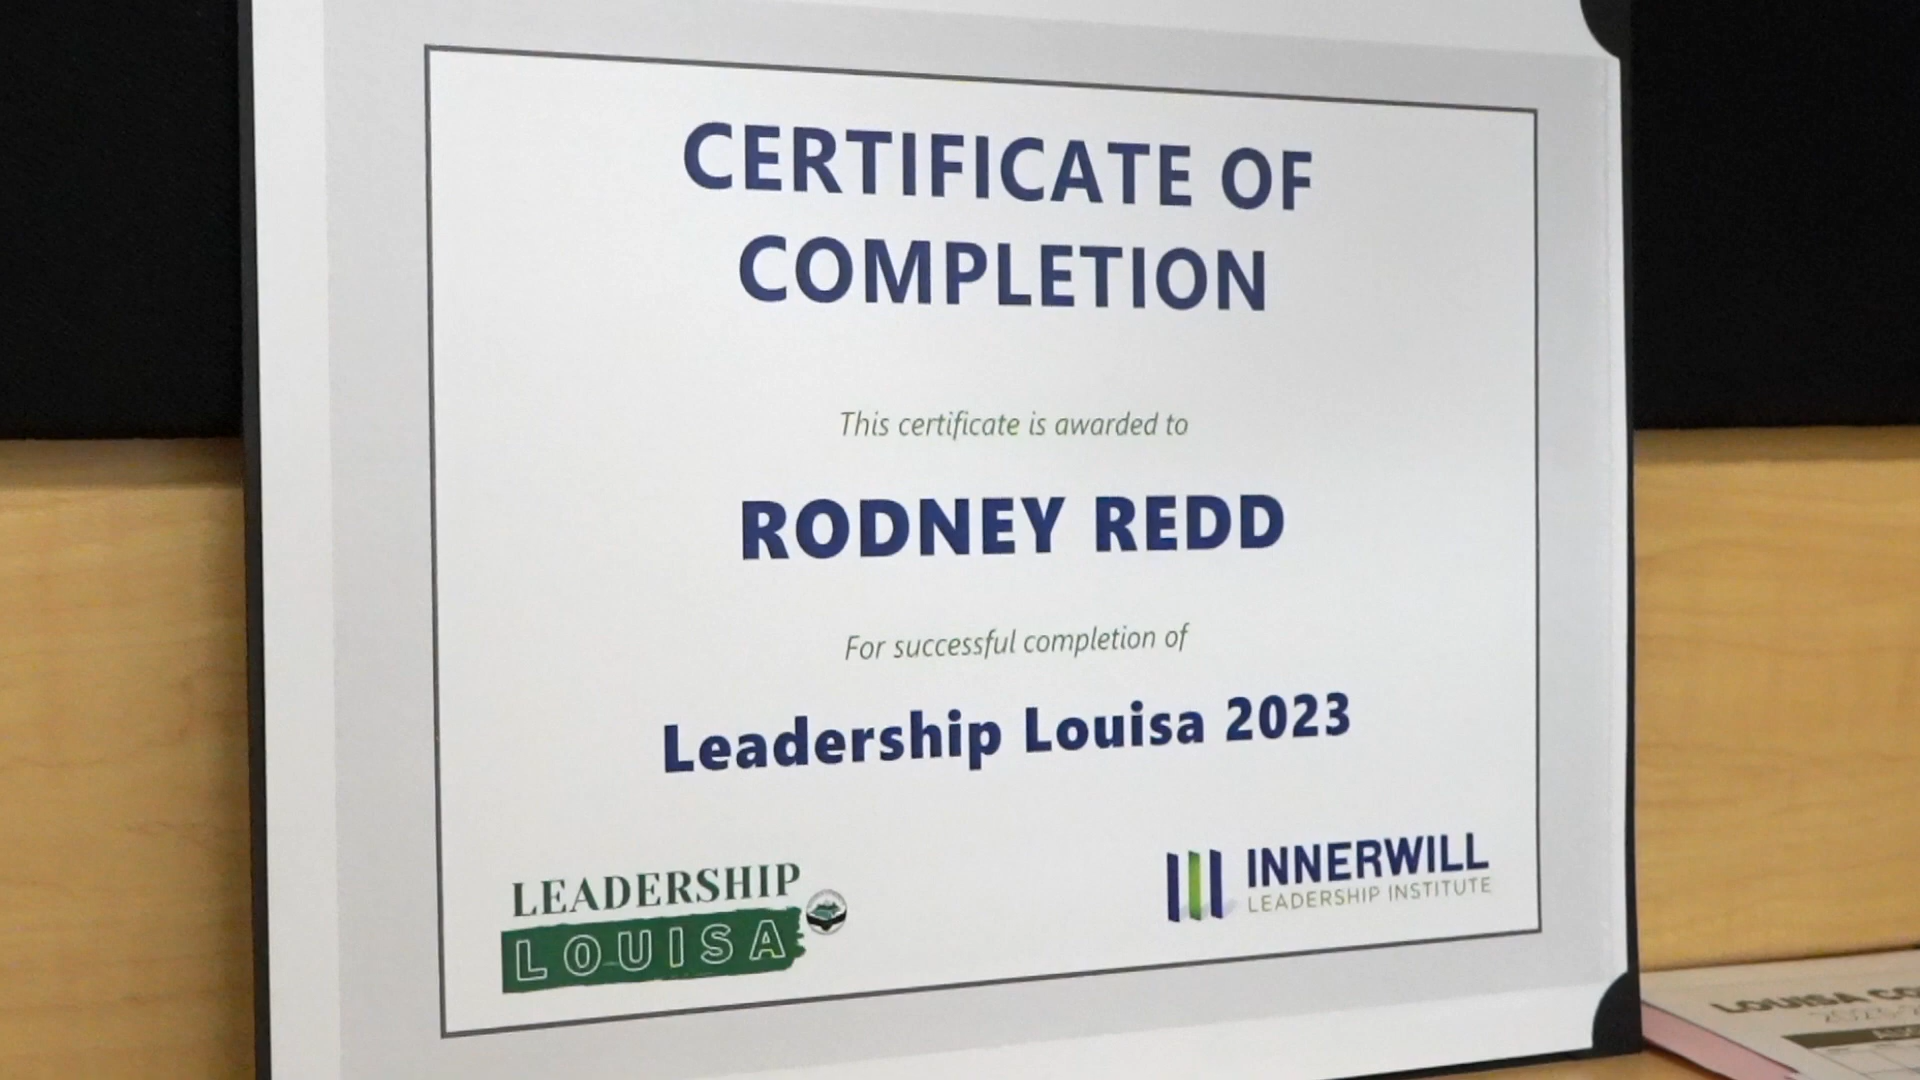 CERTIFICATE OF
COMPLETION
This certificate is awarded to
RODNEY REDD
For successful completion of
Leadership Louisa 2023
LEADERSHIP
LOUISA
INNERWILL
LEADERSHIP INSTITUTE
LOUISA